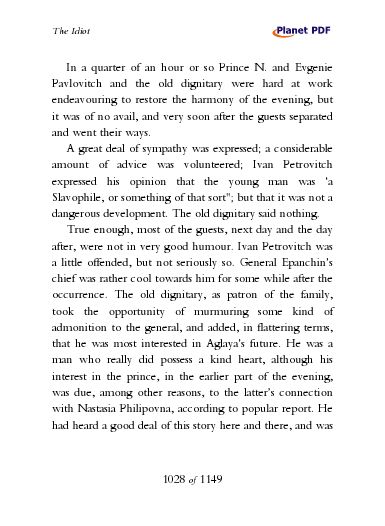 The Idiot
Planet PDF
In a quarter of an hour or so Prince N. and Evgenie
Pavlovitch and the old dignitary were hard at work
endeavouring to restore the harmony of the evening, but
it was of no avail, and very soon after the guests separated
and went their ways.
A great deal of sympathy was expressed; a considerable
amount of advice was volunteered; Ivan Petrovitch
expressed his opinion that the young man was 'a
Slavophile, or something of that sort"; but that it was not a
dangerous development. The old dignitary said nothing.
True enough, most of the guests, next day and the day
after, were not in very good humour. Ivan Petrovitch was
a little offended, but not seriously so. General Epanchin's
chief was rather cool towards him for some while after the
occurrence. The old dignitary, as patron of the family,
took the opportunity of murmuring some kind of
admonition to the general, and added, in flattering terms,
that he was most interested in Aglaya's future. He was a
man who really did possess a kind heart, although his
interest in the prince, in the earlier part of the evening,
was due, among other reasons, to the latter's connection
with Nastasia Philipovna, according to popular report. He
had heard a good deal of this story here and there, and was
1028 of 1149